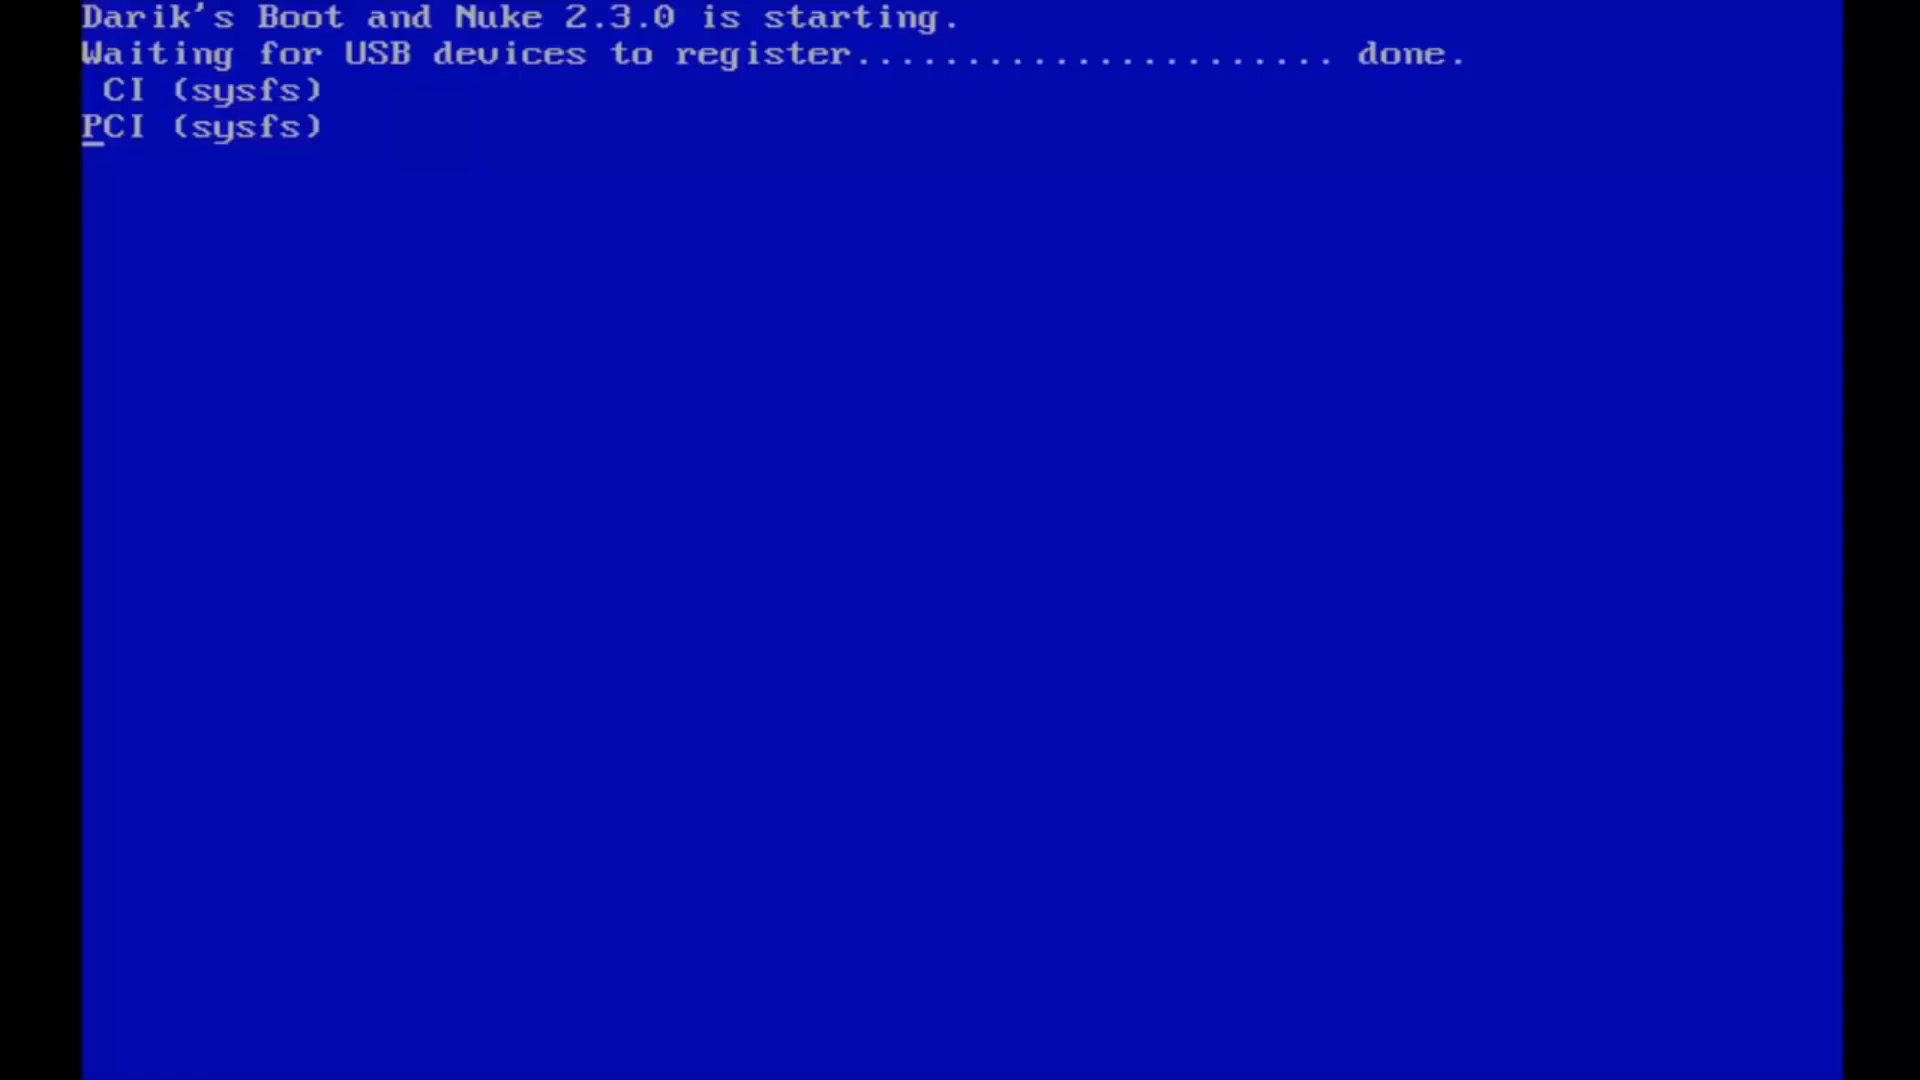 Darik's Boot and Nuke 2.3.0 is starting.
Waiting for USB devices to register...................... done.
CI (sysfs)
PCI (sysfs)